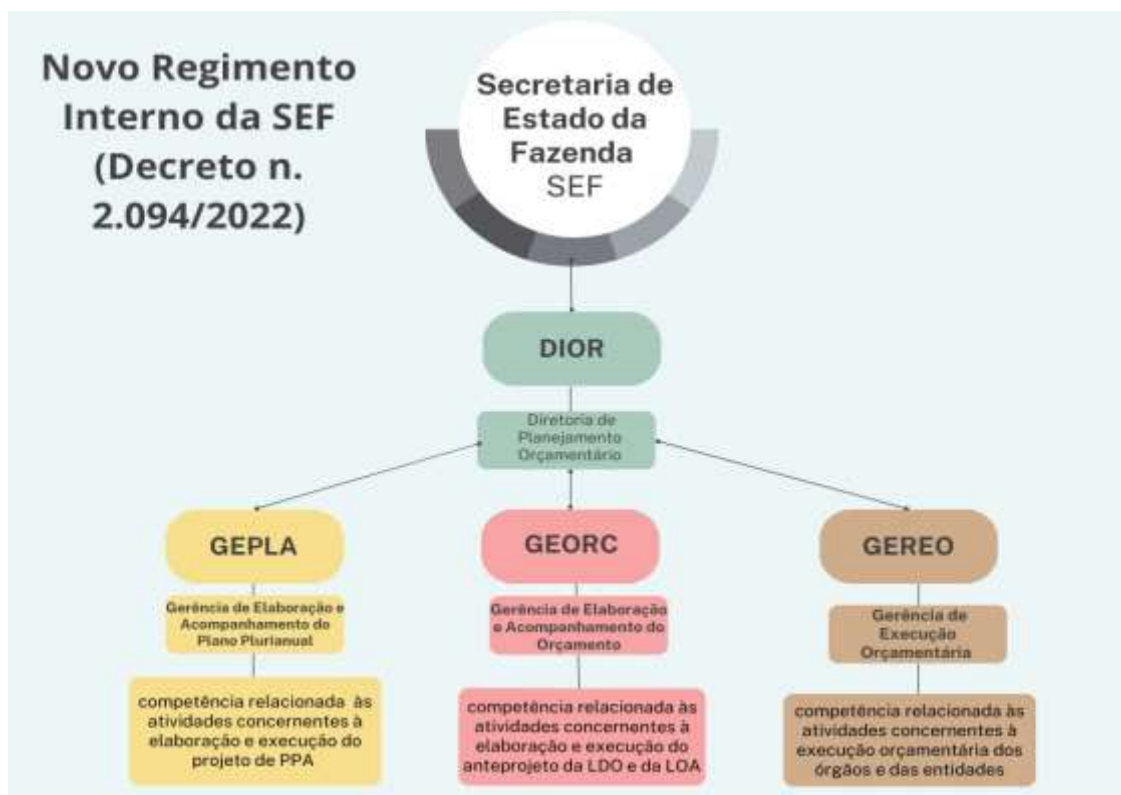 Novo Regimento
Interno da SEF
(Decreto n.
2.094/2022)
Secretaria de
Estado da
Fazenda
SEF
DIOR
Diretoria de
Planejamento
Orçamentário
GEPLA
Gerência de Elaboração e
Acompanhamento do
Plano Plurianual
competência relacionada às
atividades concernentes à
elaboração e execução do
projeto de PPA
GEORC
Gerência de Elaboração
e Acompanhamento do
Orçamento
competência relacionada às
atividades concernentes à
elaboração e execução do
anteprojeto da LDO e da LOA
GEREO
Gerência de
Execução
Orçamentária
competência relacionada às
atividades concernentes à
execução orçamentária dos
órgãos e das entidades